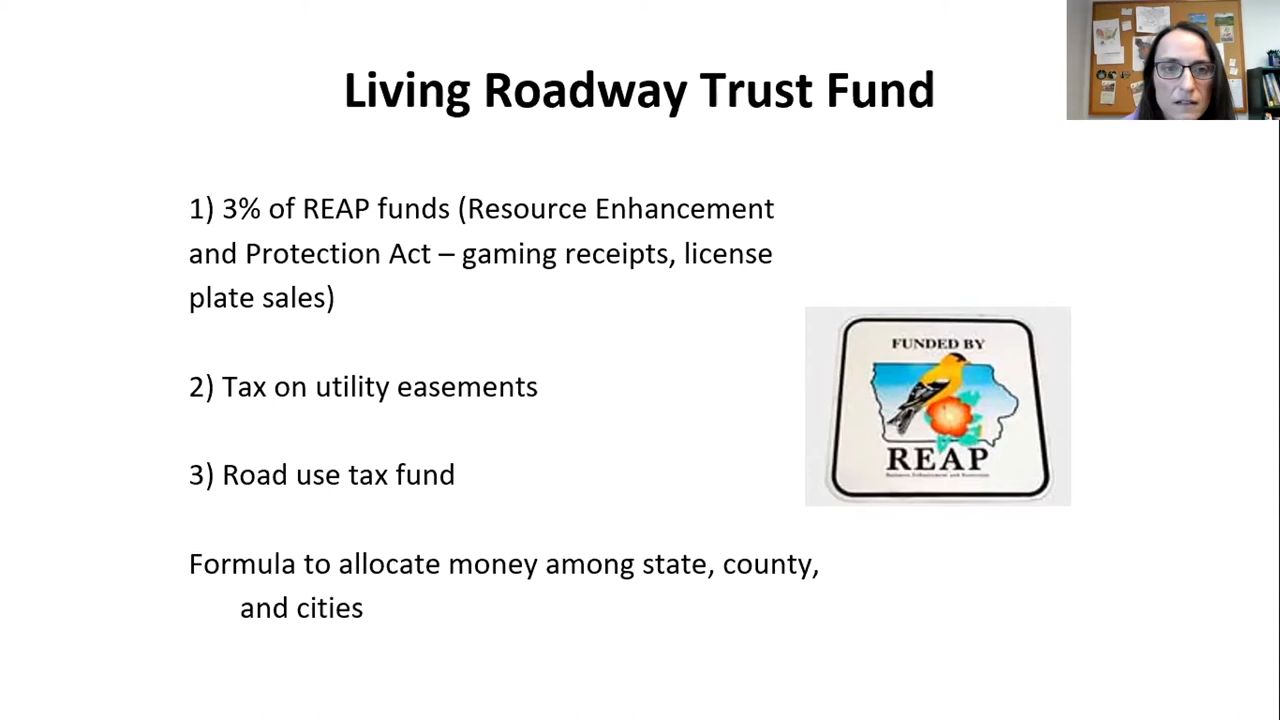 Living Roadway Trust Fund
1) 3% of REAP funds (Resource Enhancement
and Protection Act – gaming receipts, license
plate sales)
2) Tax on utility easements
3) Road use tax fund
Formula to allocate money among state, county,
and cities
FUNDED BY
REAP